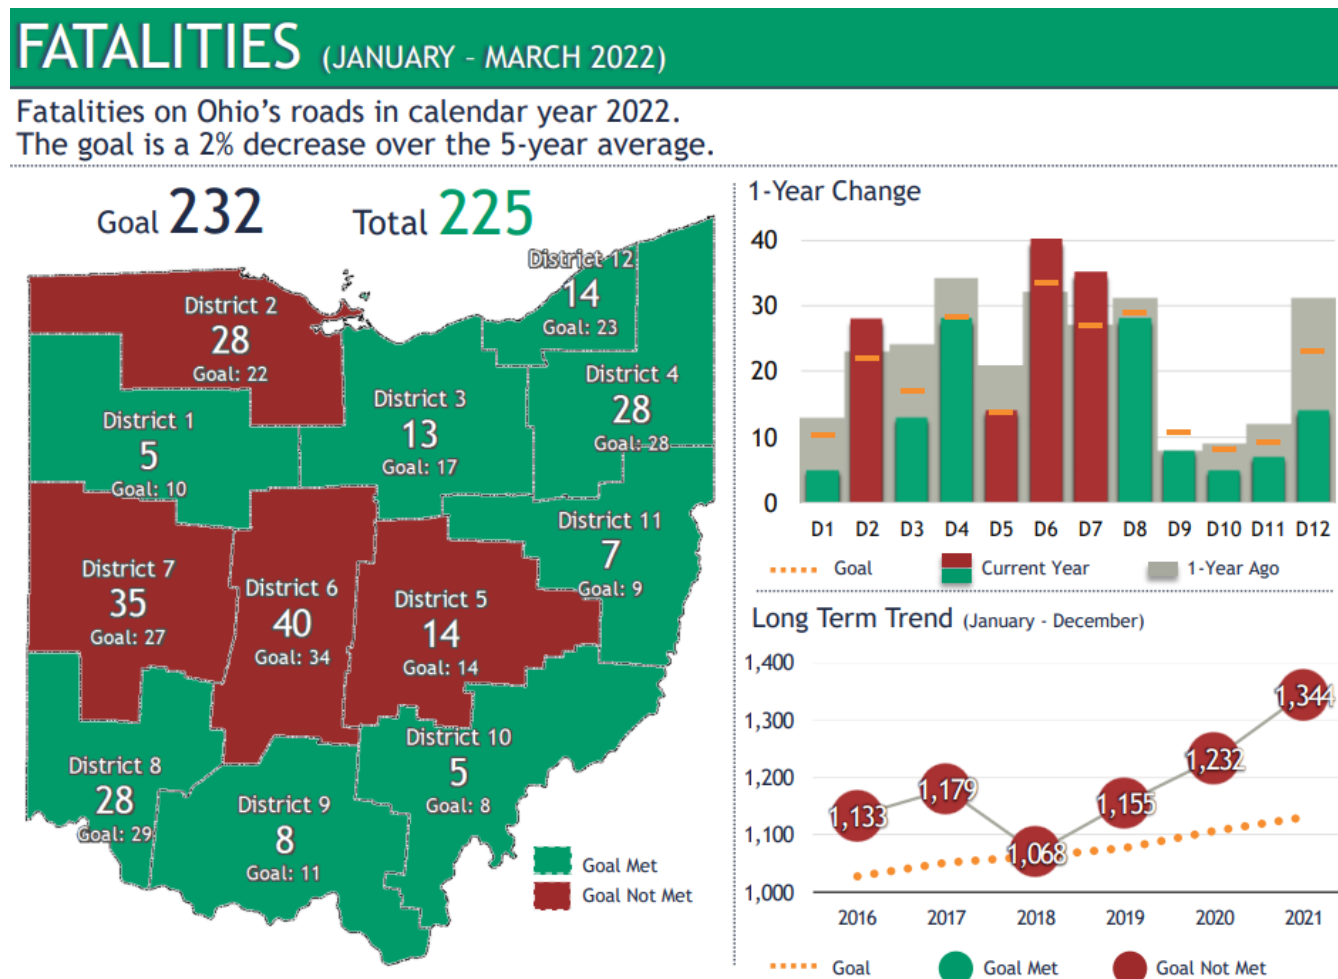 FATALITIES (JANUARY - MARCH 2022)
Fatalities on Ohio's roads in calendar year 2022.
The goal is a 2% decrease over the 5-year average.
Goal 232
Total 225
District 12
14
Goal: 23
District 2
28
Goal: 22
District 4
28
Goal: 28
District 3
13
Goal: 17
District 1
5
Goal: 10
District 11
7
Goal: 9
District 7
35
Goal: 27
District 6
40
Goal: 34
District 5
14
Goal: 14
District 10
5
Goal: 8
District 8
28
Goal: 29
District 9
8
Goal: 11
Goal Met
Goal Not Met
1-Year Change
40
30
20
10
0
D1 D2 D3 D4 D5 D6 D7 D8 D9 D10 D11 D12
Goal Current Year 1-Year Ago
Long Term Trend (January - December)
1,400
1,300
1,200
1,100
1,000
1,133
1,179
1,068
1,155
1,232
1,344
2016 2017 2018 2019 2020 2021
Goal Goal Met Goal Not Met